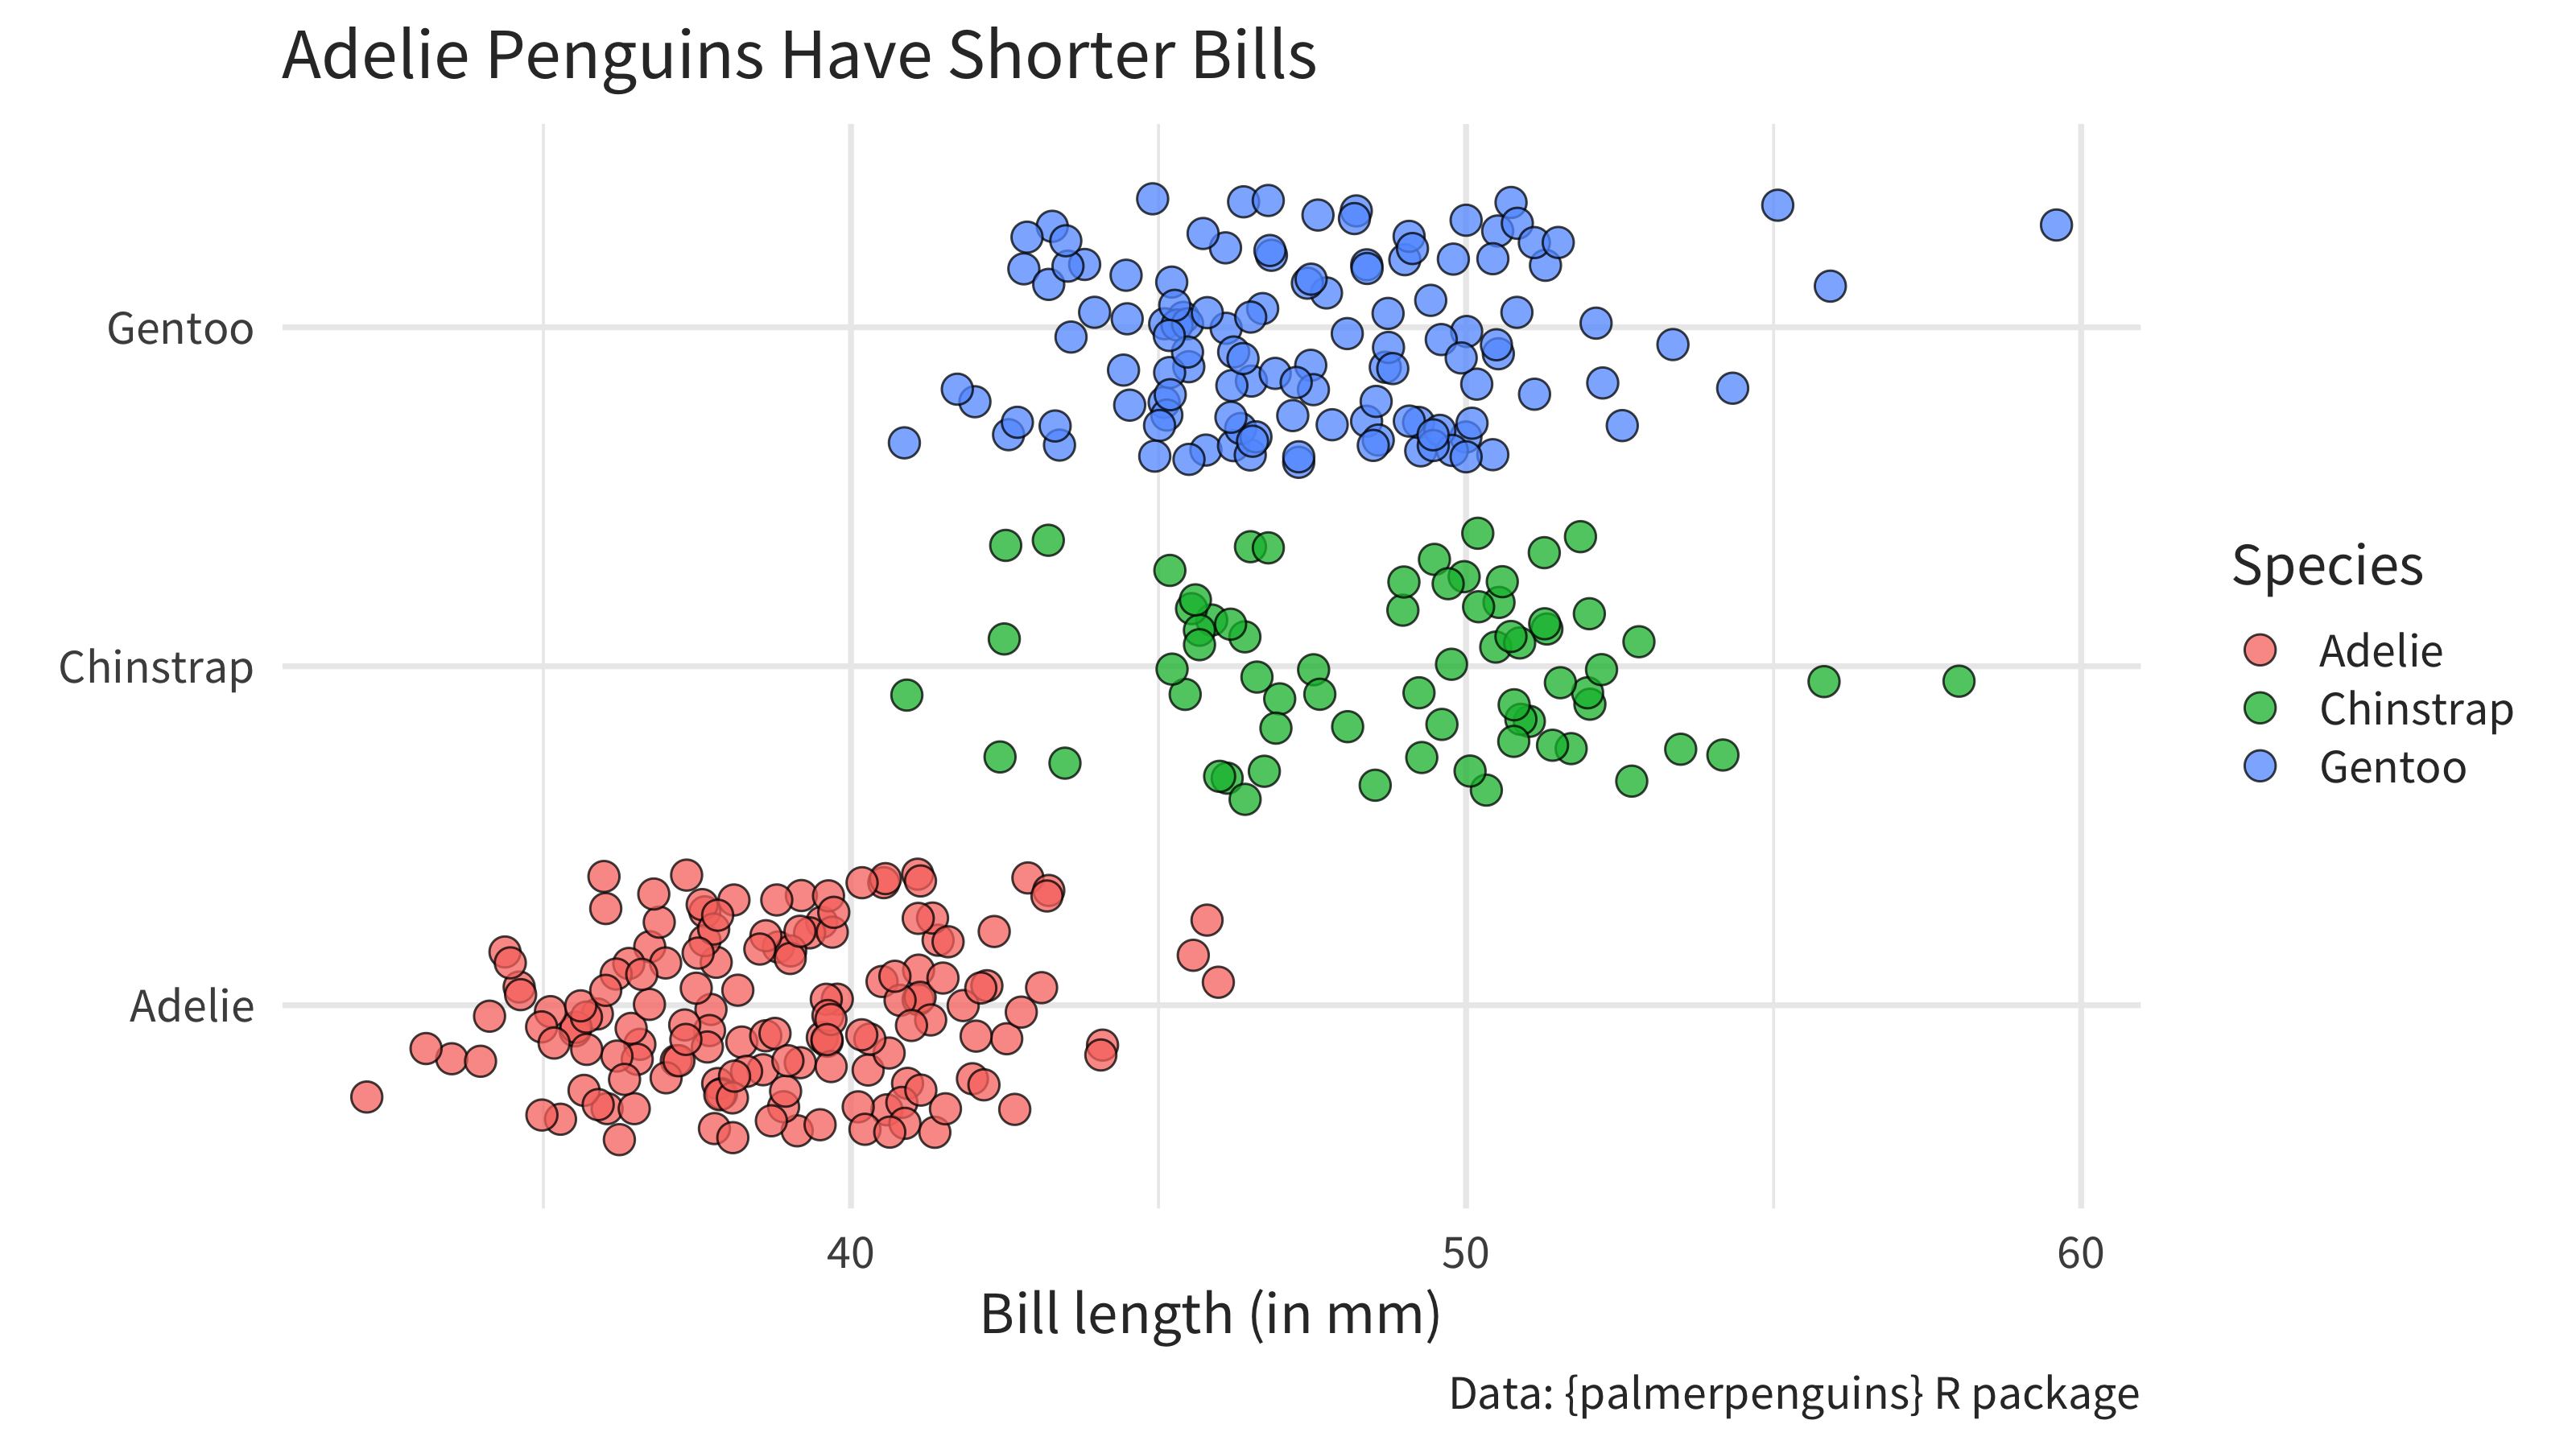 Adelie Penguins Have Shorter Bills
Gentoo
Chinstrap
Adelie
40
50
60
Bill length (in mm)
Species
Adelie
Chinstrap
Gentoo
Data: {palmerpenguins} R package